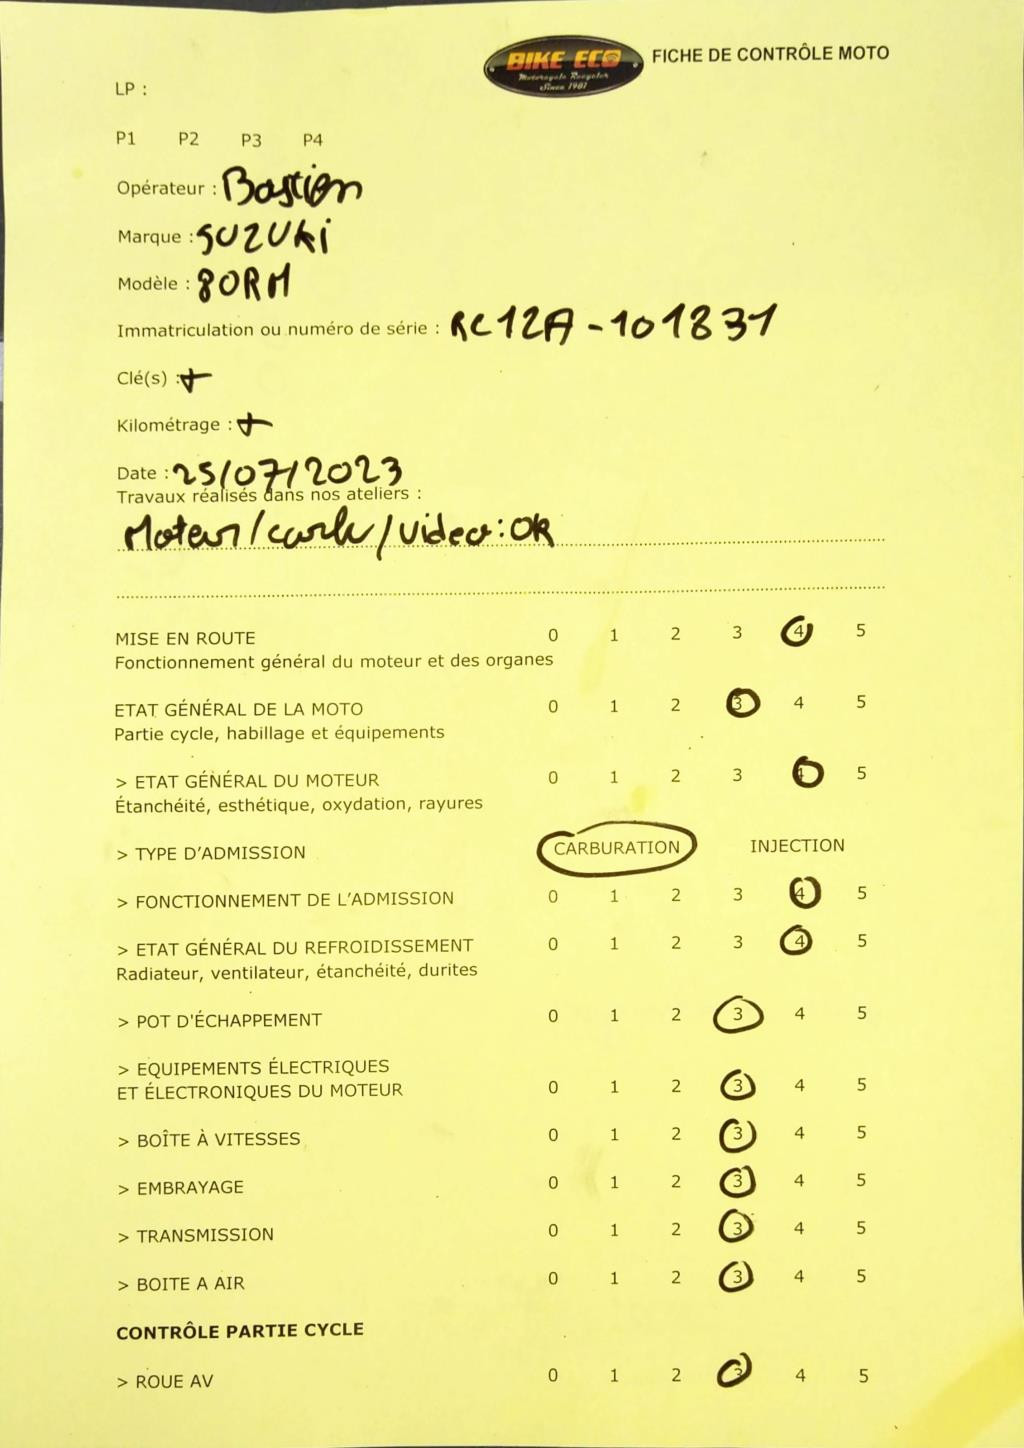 BIKE ECO
Motorcycle Recycler
Since 1981
FICHE DE CONTRÔLE MOTO
LP :
P1 P2 P3 P4
Opérateur : Bastien
Marque : SUZUKi
Modèle : 80RM
Immatriculation ou numéro de série : RC12A-101831
Clé(s) :
Kilométrage :
Date : 25/07/2023
Travaux réalisés dans nos ateliers :
Moteur/carb/video:OK
MISE EN ROUTE 0 1 2 3 4 5
Fonctionnement général du moteur et des organes
ETAT GÉNÉRAL DE LA MOTO 0 1 2 3 4 5
Partie cycle, habillage et équipements
> ETAT GÉNÉRAL DU MOTEUR 0 1 2 3 4 5
Étanchéité, esthétique, oxydation, rayures
> TYPE D'ADMISSION CARBURATION INJECTION
> FONCTIONNEMENT DE L'ADMISSION 0 1 2 3 4 5
> ETAT GÉNÉRAL DU REFROIDISSEMENT 0 1 2 3 4 5
Radiateur, ventilateur, étanchéité, durites
> POT D'ÉCHAPPEMENT 0 1 2 3 4 5
> EQUIPEMENTS ÉLECTRIQUES
ET ÉLECTRONIQUES DU MOTEUR 0 1 2 3 4 5
> BOÎTE À VITESSES 0 1 2 3 4 5
> EMBRAYAGE 0 1 2 3 4 5
> TRANSMISSION 0 1 2 3 4 5
> BOITE A AIR 0 1 2 3 4 5
CONTRÔLE PARTIE CYCLE
> ROUE AV 0 1 2 3 4 5